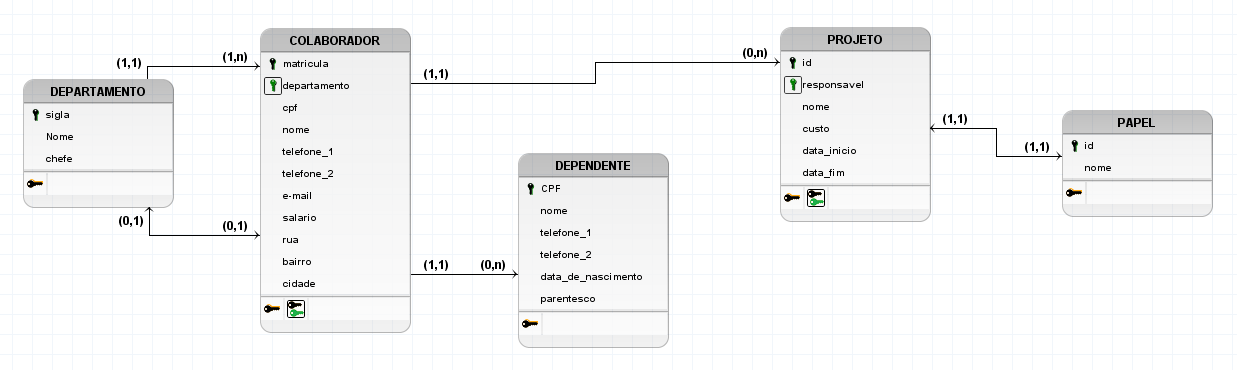 COLABORADOR
matricula
departamento
cpf
nome
telefone_1
telefone_2
e-mail
salario
rua
bairro
cidade
PROJETO
id
responsavel
nome
custo
data_inicio
data_fim
DEPARTAMENTO
sigla
Nome
chefe
PAPEL
id
nome
DEPENDENTE
CPF
nome
telefone_1
telefone_2
data_de_nascimento
parentesco
(1,1)
(1,n)
(1,1)
(0,n)
(1,1)
(1,1)
(0,1)
(0,1)
(1,1)
(0,n)